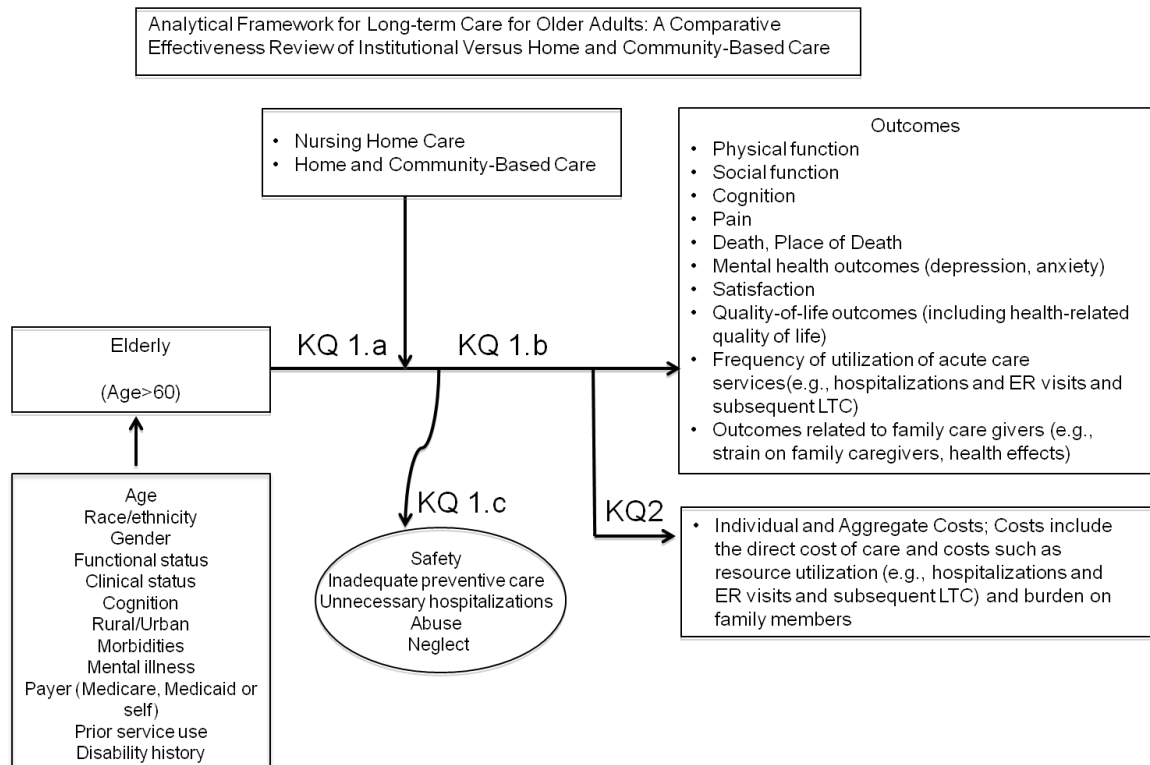 Analytical Framework for Long-term Care for Older Adults: A Comparative
Effectiveness Review of Institutional Versus Home and Community-Based Care
• Nursing Home Care
• Home and Community-Based Care
Outcomes
• Physical function
• Social function
• Cognition
• Pain
• Death, Place of Death
• Mental health outcomes (depression, anxiety)
• Satisfaction
• Quality-of-life outcomes (including health-related
quality of life)
• Frequency of utilization of acute care
services(e.g., hospitalizations and ER visits and
subsequent LTC)
• Outcomes related to family care givers (e.g.,
strain on family caregivers, health effects)
Elderly
(Age>60)
KQ 1.a
KQ 1.b
KQ 1.c
KQ2
Age
Race/ethnicity
Gender
Functional status
Clinical status
Cognition
Rural/Urban
Morbidities
Mental illness
Payer (Medicare, Medicaid or
self)
Prior service use
Disability history
Safety
Inadequate preventive care
Unnecessary hospitalizations
Abuse
Neglect
• Individual and Aggregate Costs; Costs include
the direct cost of care and costs such as
resource utilization (e.g., hospitalizations and
ER visits and subsequent LTC) and burden on
family members